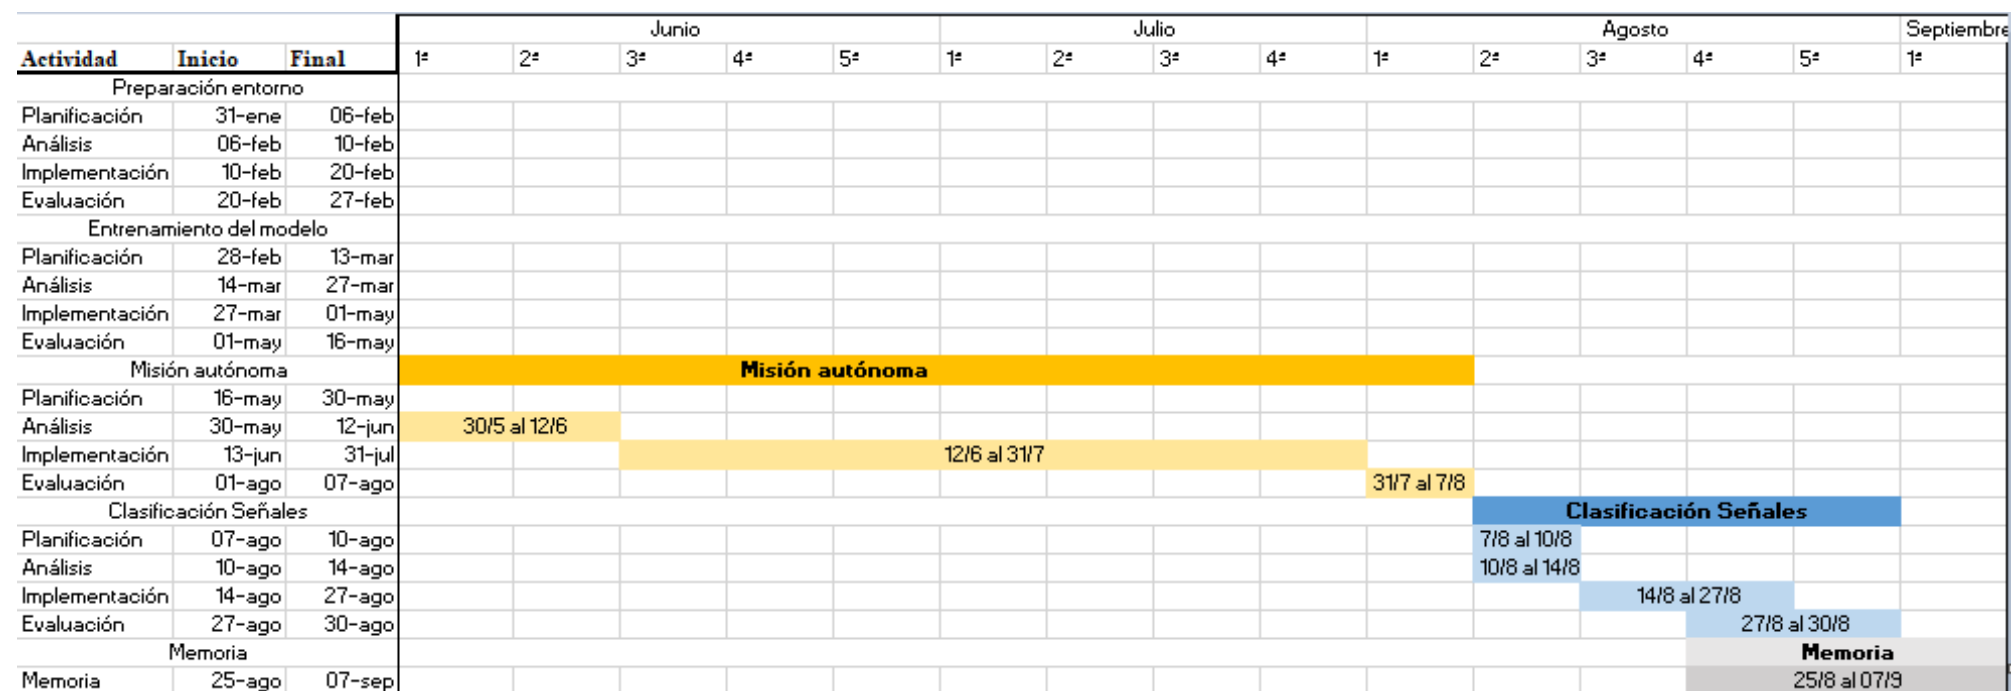 Junio Julio Agosto Septiembre
Actividad Inicio Final 1ª 2ª 3ª 4ª 5ª 1ª 2ª 3ª 4ª 1ª 2ª 3ª 4ª 5ª 1ª
Preparación entorno
Planificación 31-ene 06-feb
Análisis 06-feb 10-feb
Implementación 10-feb 20-feb
Evaluación 20-feb 27-feb
Entrenamiento del modelo
Planificación 28-feb 13-mar
Análisis 14-mar 27-mar
Implementación 27-mar 01-may
Evaluación 01-may 16-may
Misión autónoma Misión autónoma
Planificación 16-may 30-may
Análisis 30-may 12-jun 30/5 al 12/6
Implementación 13-jun 31-jul 12/6 al 31/7
Evaluación 01-ago 07-ago 31/7 al 7/8
Clasificación Señales Clasificación Señales
Planificación 07-ago 10-ago 7/8 al 10/8
Análisis 10-ago 14-ago 10/8 al 14/8
Implementación 14-ago 27-ago 14/8 al 27/8
Evaluación 27-ago 30-ago 27/8 al 30/8
Memoria Memoria
Memoria 25-ago 07-sep 25/8 al 07/9